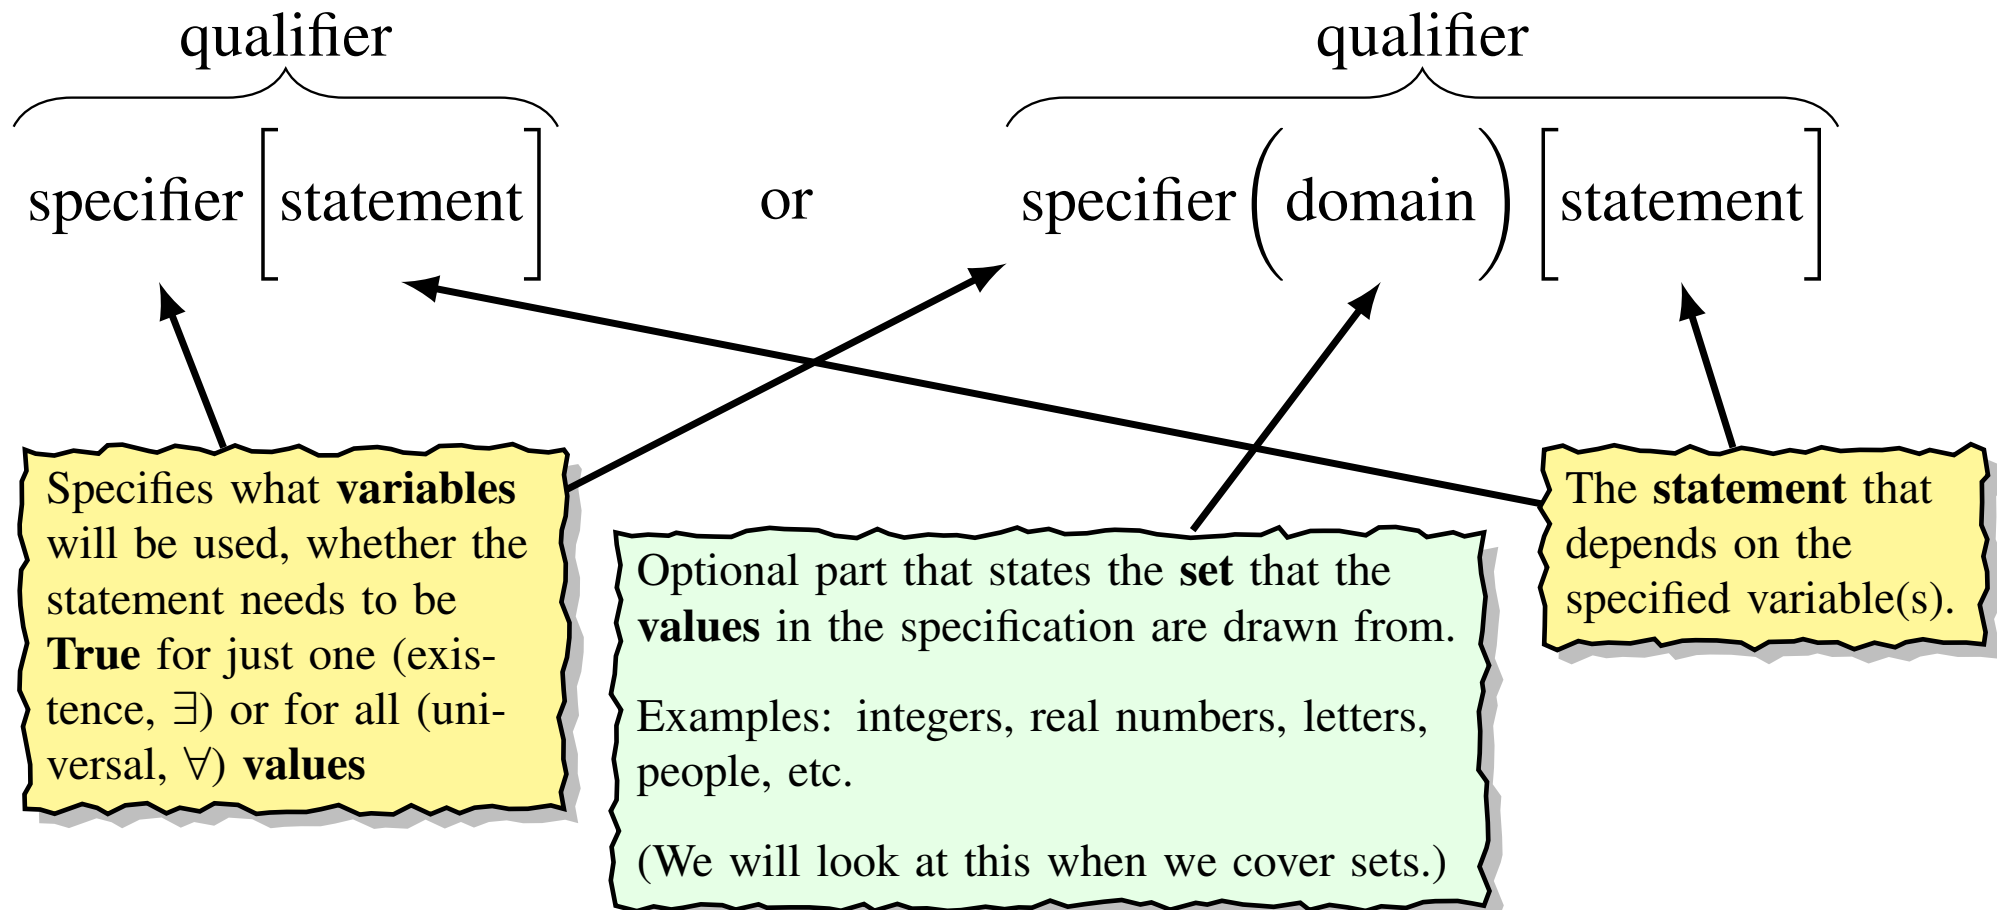 qualifier
qualifier
specifier [statement] or specifier (domain) [statement]
Specifies what variables
will be used, whether the
statement needs to be
True for just one (exis-
tence, ∃) or for all (uni-
versal, ∀) values
Optional part that states the set that the
values in the specification are drawn from.
Examples: integers, real numbers, letters,
people, etc.
(We will look at this when we cover sets.)
The statement that
depends on the
specified variable(s).